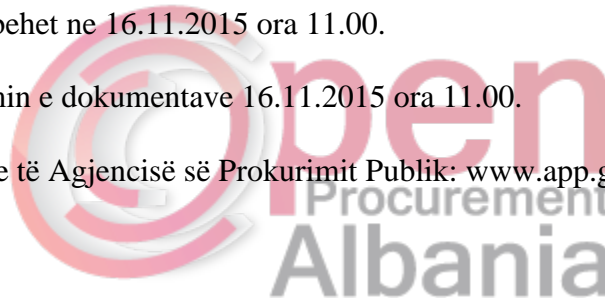 behet ne 16.11.2015 ora 11.00.
min e dokumentave 16.11.2015 ora 11.00.
e të Agjencisë së Prokurimit Publik: www.app.g
Open
Procurement
Albania